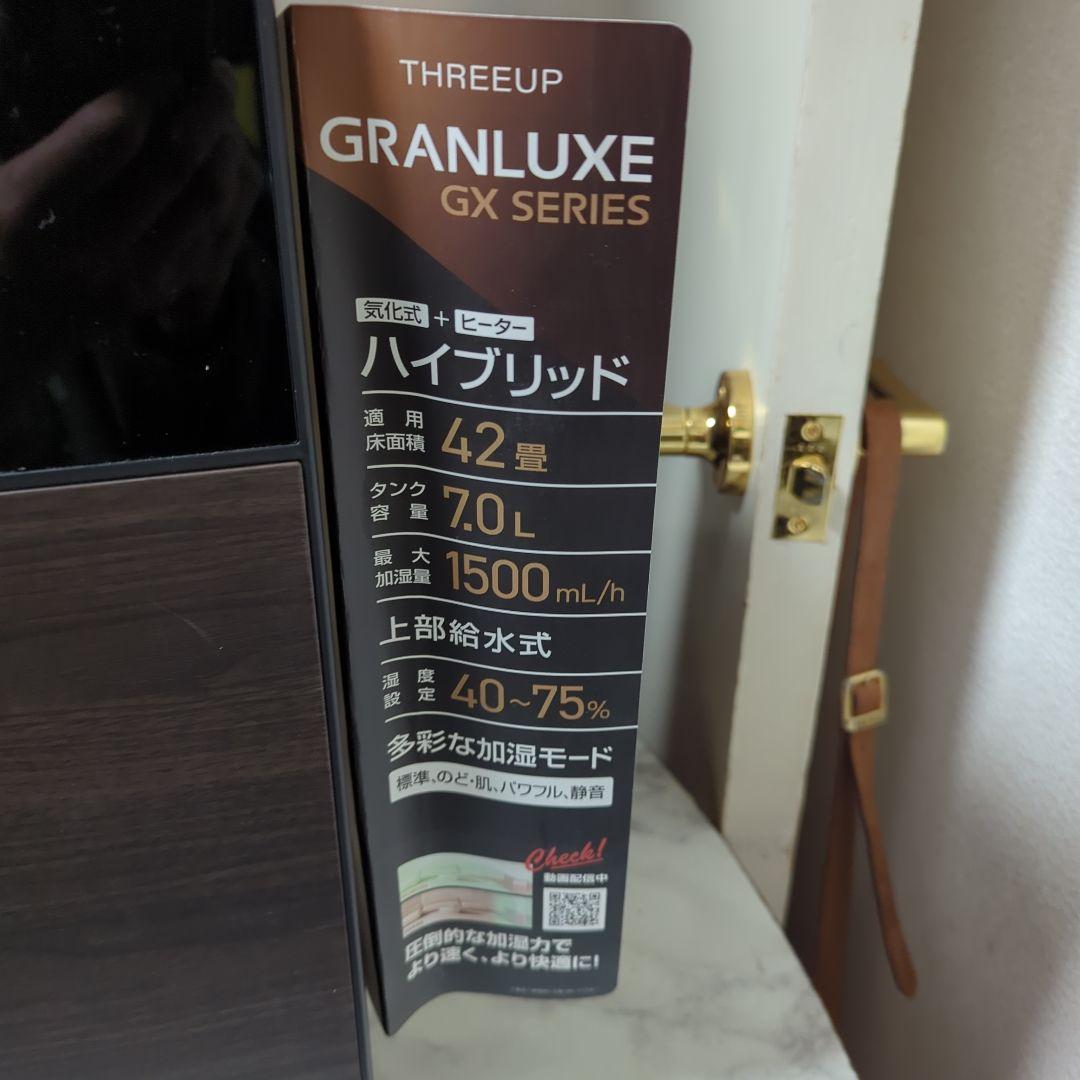 THREEUP
GRANLUXE
GX SERIES
気化式 + ヒーター
ハイブリッド
適用
床面積 42畳
タンク
容量 7.0L
最大
加湿量 1500mL/h
上部給水式
湿度
設定 40~75%
多彩な加湿モード
標準、のど・肌、パワフル、静音
Check!
動画配信中
圧倒的な加湿力で
より速く、より快適に!